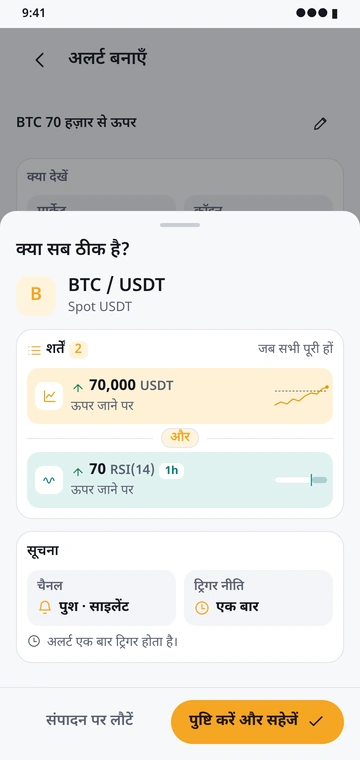 9:41
अलर्ट बनाएँ
BTC 70 हज़ार से ऊपर
क्या देखें
मार्केट कॉइन
क्या सब ठीक है?
B
BTC / USDT
Spot USDT
शर्तें 2 जब सभी पूरी हों
70,000 USDT
ऊपर जाने पर
और
70 RSI(14) 1h
ऊपर जाने पर
सूचना
चैनल ट्रिगर नीति
पुश · साइलेंट एक बार
अलर्ट एक बार ट्रिगर होता है।
संपादन पर लौटें पुष्टि करें और सहेजें